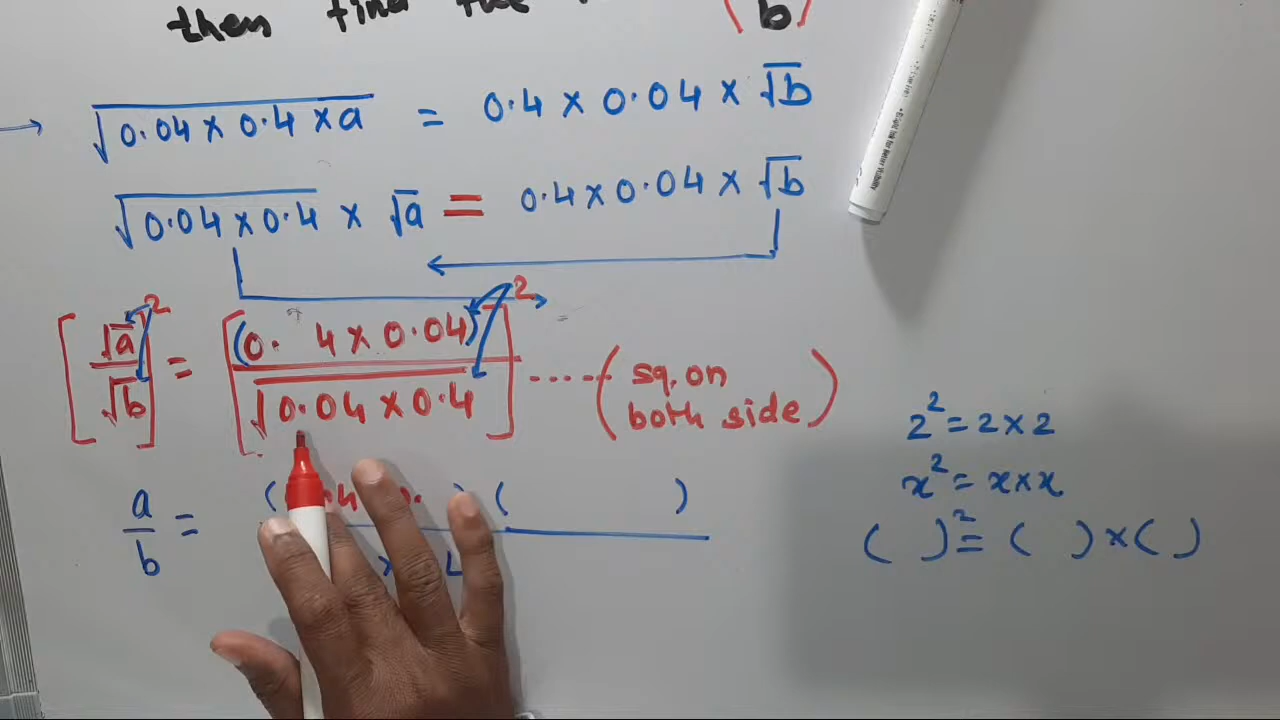 then find the (b)
→ √(0.04 × 0.4 × a) = 0.4 × 0.04 × √b
√(0.04 × 0.4) × √a = 0.4 × 0.04 × √b
[√a/√b]² = [(0. 4 × 0.04)/√(0.04 × 0.4)]² ..... (sq. on both side)
2² = 2 × 2
x² = x × x
( )² = ( ) × ( )
a/b = ( ) ( )